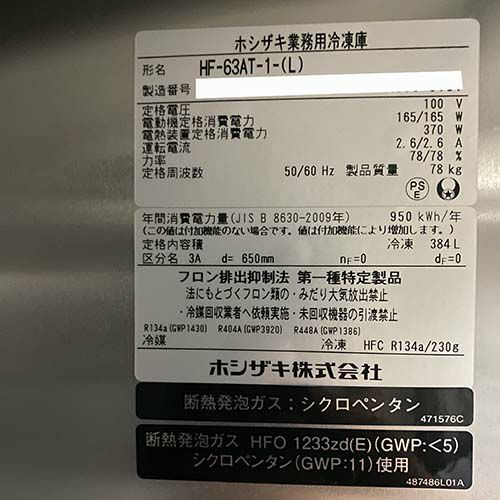 ホシザキ業務用冷凍庫
形名 HF-63AT-1-(L)
製造番号
定格電圧 100 V
電動機定格消費電力 165/165 W
電熱装置定格消費電力 370 W
運転電流 2.6/2.6 A
力率 78/78 %
定格周波数 50/60 Hz 製品質量 78 kg
PS
E
年間消費電力量(JIS B 8630-2009年) 950 kWh/年
(この値は付加機能のない場合です。この値は付加機能により増加します。)
定格内容積 冷凍 384 L
区分名 3A d= 650mm nF=0 dF=0
フロン排出抑制法 第一種特定製品
法にもとづくフロン類の・みだり大気放出禁止
・冷媒回収業者へ依頼実施・未回収機器の引渡禁止
R134a(GWP1430) R404A(GWP3920) R448A(GWP1386)
冷媒 冷凍 HFC R134a/230g
ホシザキ株式会社
断熱発泡ガス:シクロペンタン
471576C
断熱発泡ガス HFO 1233zd(E)(GWP:<5)
シクロペンタン(GWP:11)使用
487486L01A